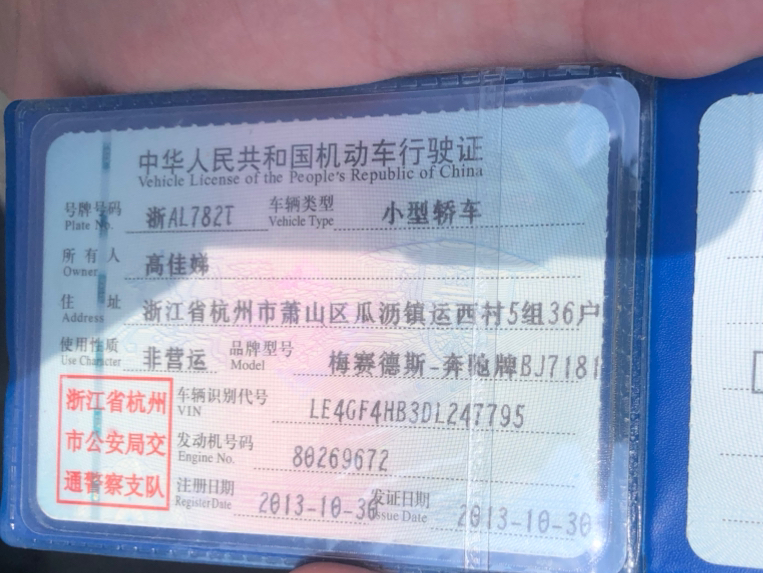 中华人民共和国机动车行驶证
Vehicle License of the People's Republic of China
号牌号码 浙AL782T 车辆类型 小型轿车
Plate No. Vehicle Type
所有人 高佳娣
Owner
住址 浙江省杭州市萧山区瓜沥镇运西村5组36户
Address
使用性质 非营运 品牌型号 梅赛德斯-奔驰牌BJ7181
Use Character Model
浙江省杭州
市公安局交
通警察支队
车辆识别代号 LE4GF4HB3DL247795
VIN
发动机号码 80269672
Engine No.
注册日期 2013-10-30 发证日期 2013-10-30
Register Date Issue Date